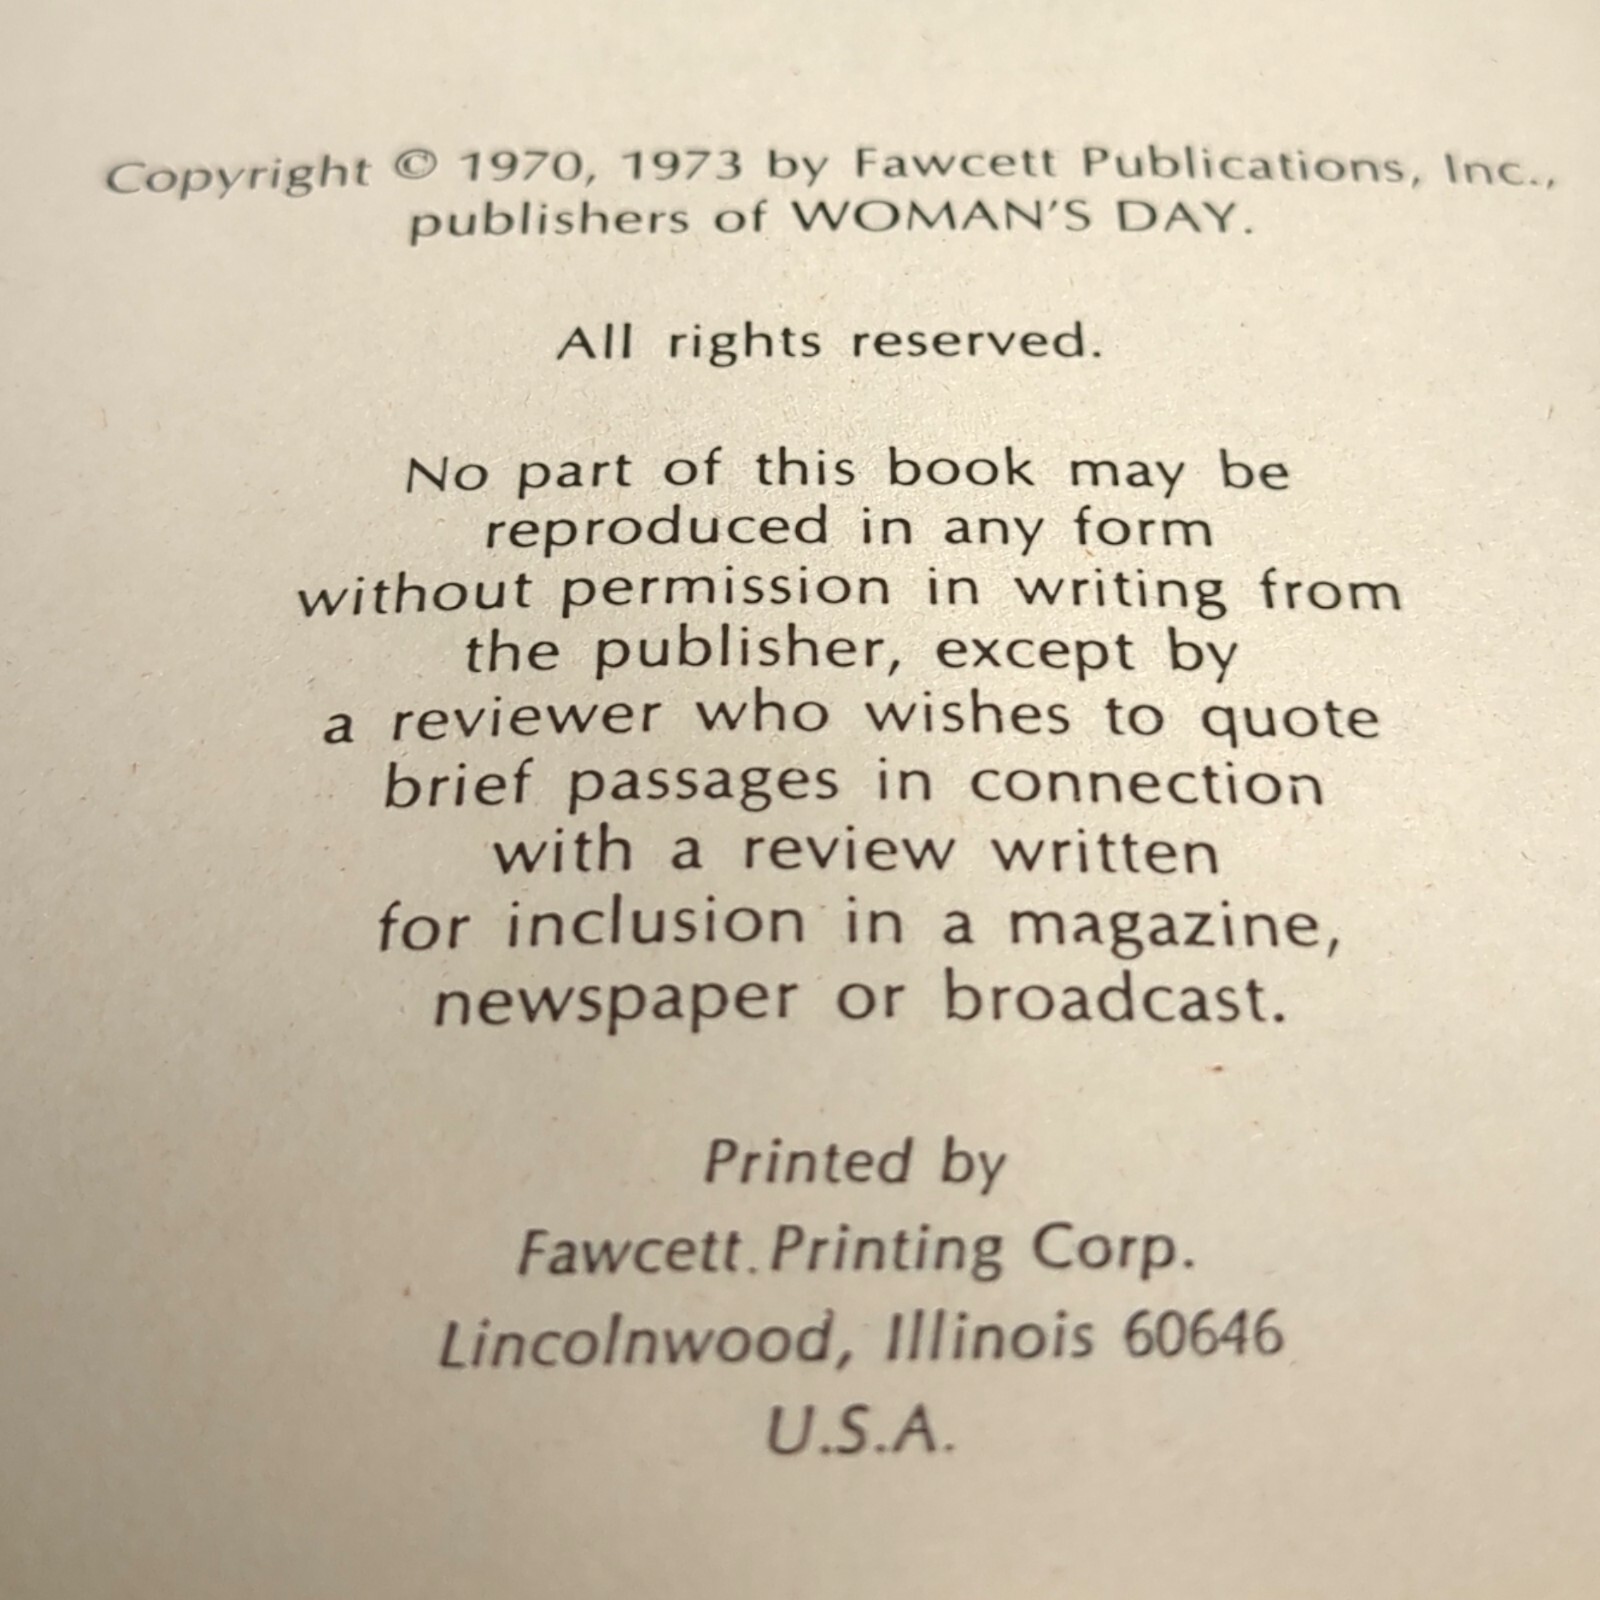 Copyright © 1970, 1973 by Fawcett Publications, Inc.,
publishers of WOMAN'S DAY.
All rights reserved.
No part of this book may be
reproduced in any form
without permission in writing from
the publisher, except by
a reviewer who wishes to quote
brief passages in connection
with a review written
for inclusion in a magazine,
newspaper or broadcast.
Printed by
Fawcett Printing Corp.
Lincolnwood, Illinois 60646
U.S.A.